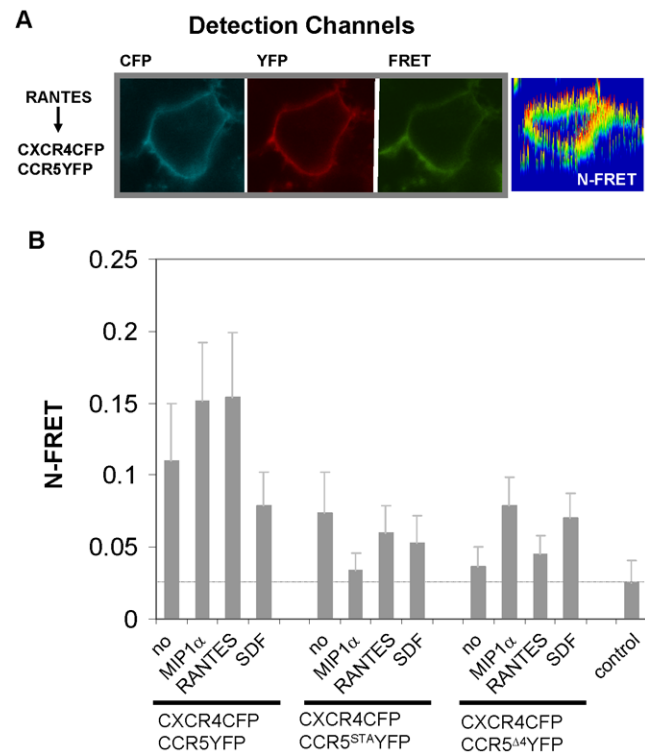 A
Detection Channels
CFP YFP FRET
RANTES
CXCR4CFP
CCR5YFP
N-FRET
B
0.25
0.2
0.15
0.1
0.05
0
N-FRET
no MIP1α RANTES SDF no MIP1α RANTES SDF no MIP1α RANTES SDF control
CXCR4CFP CXCR4CFP CXCR4CFP
CCR5YFP CCR5STAYFP CCR5Δ4YFP